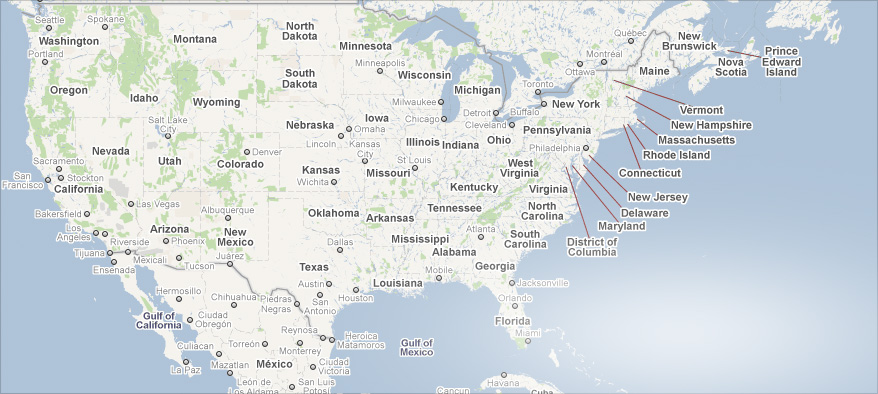 Québec
New
Brunswick
Prince
Edward
Island
Nova
Scotia
Seattle
Spokane
Washington
Montana
North
Dakota
Minnesota
Portland
Montréal
Ottawa
Maine
Minneapolis
Wisconsin
South
Dakota
Oregon
Idaho
Wyoming
Michigan
Toronto
Vermont
Milwaukee
Detroit
Buffalo
New York
New Hampshire
Salt Lake
City
Nebraska
Iowa
Omaha
Chicago
Cleveland
Pennsylvania
Massachusetts
Lincoln
Kansas
City
Illinois
Indiana
Ohio
Philadelphia
Rhode Island
Nevada
Utah
Denver
Colorado
Sacramento
San
Francisco
Stockton
California
Kansas
Wichita
Missouri
St Louis
West
Virginia
Connecticut
Kentucky
Virginia
New Jersey
Las Vegas
Bakersfield
Albuquerque
Oklahoma
Arkansas
Tennessee
North
Carolina
Delaware
Maryland
Los
Angeles
Riverside
Arizona
Phoenix
New
Mexico
Dallas
Mississippi
Atlanta
South
Carolina
District of
Columbia
Tijuana
Mexicali
Tucson
Juárez
Alabama
Ensenada
Texas
Georgia
Mobile
Austin
Louisiana
Jacksonville
Hermosillo
Chihuahua
Piedras
Negras
San
Antonio
Houston
Orlando
Gulf of
California
Ciudad
Obregón
Florida
Reynosa
Heroica
Matamoros
Miami
Culiacan
Torreón
Monterrey
Gulf of
Mexico
La Paz
Mazatlan
México
Ciudad
Victoria
León de
Los Aldama
San Luis
Potosí
Cancun
Havana
Cuba